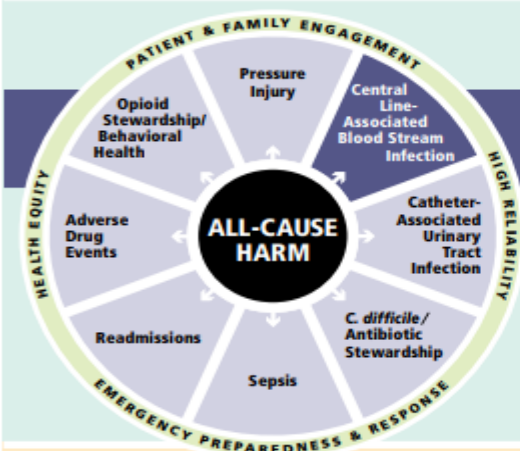 PATIENT & FAMILY ENGAGEMENT
Pressure
Injury
Central
Line-
Associated
Blood Stream
Infection
HIGH RELIABILITY
Catheter-
Associated
Urinary
Tract
Infection
C. difficile/
Antibiotic
Stewardship
Sepsis
EMERGENCY PREPAREDNESS & RESPONSE
Readmissions
Adverse
Drug
Events
HEALTH EQUITY
Opioid
Stewardship/
Behavioral
Health
ALL-CAUSE
HARM